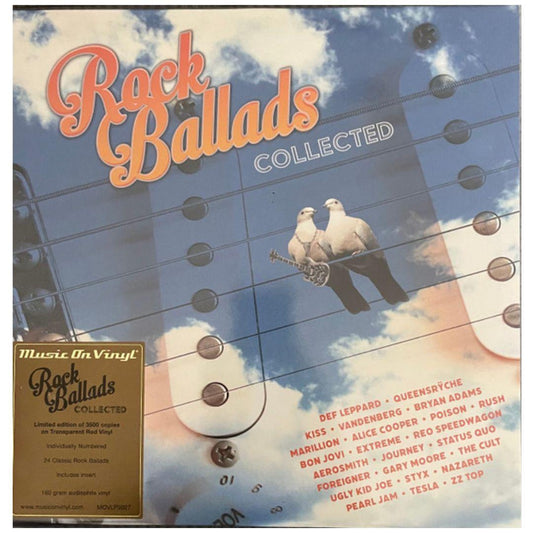 Rock
Ballads
COLLECTED
DEF LEPPARD • QUEENSRŸCHE
KISS • VANDENBERG • BRYAN ADAMS
MARILLION • ALICE COOPER • POISON • RUSH
BON JOVI • EXTREME • REO SPEEDWAGON
AEROSMITH • JOURNEY • STATUS QUO
FOREIGNER • GARY MOORE • THE CULT
UGLY KID JOE • STYX • NAZARETH
PEARL JAM • TESLA • ZZ TOP
Music On Vinyl
Rock
Ballads
COLLECTED
Limited edition of 3500 copies
on Transparent Red Vinyl
Individually Numbered
24 Classic Rock Ballads
Includes insert
180 gram audiophile vinyl
www.musiconvinyl.com
10